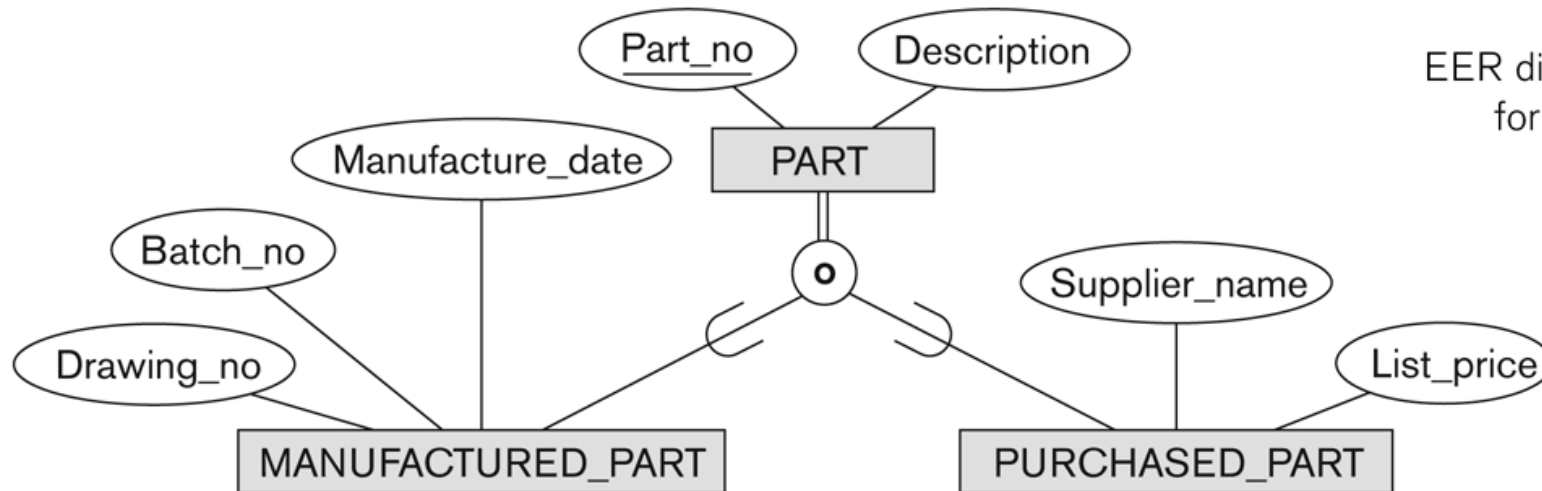 Part_no
Description
EER di
for
Manufacture_date
PART
Batch_no
o
Supplier_name
Drawing_no
List_price
MANUFACTURED_PART
PURCHASED_PART